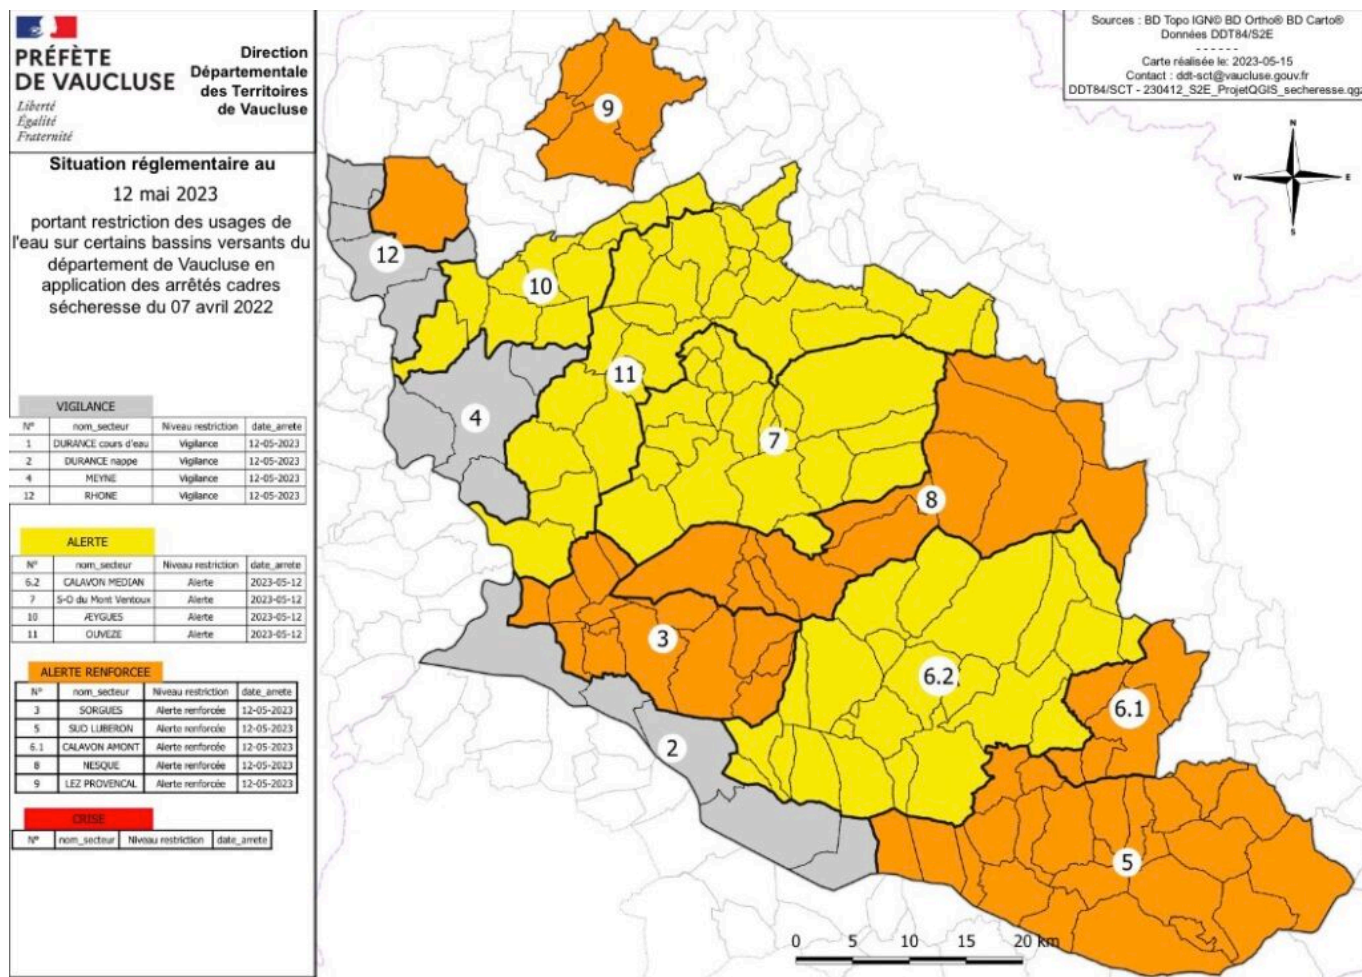 PRÉFÈTE
DE VAUCLUSE
Liberté
Égalité
Fraternité
Direction
Départementale
des Territoires
de Vaucluse
Situation réglementaire au
12 mai 2023
portant restriction des usages de
l'eau sur certains bassins versants du
département de Vaucluse en
application des arrêtés cadres
sécheresse du 07 avril 2022
VIGILANCE
N° nom_secteur Niveau restriction date_arrete
1 DURANCE cours d'eau Vigilance 12-05-2023
2 DURANCE nappe Vigilance 12-05-2023
4 MEYNE Vigilance 12-05-2023
12 RHONE Vigilance 12-05-2023
ALERTE
N° nom_secteur Niveau restriction date_arrete
6.2 CALAVON MEDIAN Alerte 2023-05-12
7 S-O du Mont Ventoux Alerte 2023-05-12
10 ÆYGUES Alerte 2023-05-12
11 OUVEZE Alerte 2023-05-12
ALERTE RENFORCEE
N° nom_secteur Niveau restriction date_arrete
3 SORGUES Alerte renforcée 12-05-2023
5 SUD LUBERON Alerte renforcée 12-05-2023
6.1 CALAVON AMONT Alerte renforcée 12-05-2023
8 NESQUE Alerte renforcée 12-05-2023
9 LEZ PROVENCAL Alerte renforcée 12-05-2023
CRISE
N° nom_secteur Niveau restriction date_arrete
Sources : BD Topo IGN© BD Ortho® BD Carto®
Données DDT84/S2E
- - - - - -
Carte réalisée le: 2023-05-15
Contact : ddt-sct@vaucluse.gouv.fr
DDT84/SCT - 230412_S2E_ProjetQGIS_secheresse.qgz
N
W E
S
9
12
10
11
4
7
8
3
6.2
6.1
2
5
0 5 10 15 20 km